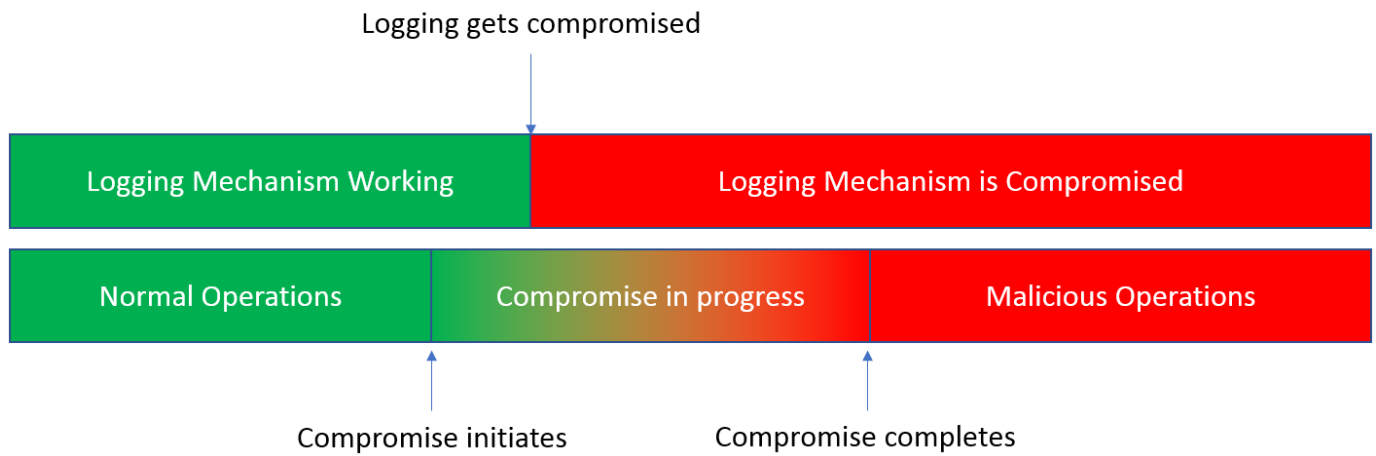 Logging gets compromised
Logging Mechanism Working
Logging Mechanism is Compromised
Normal Operations
Compromise in progress
Malicious Operations
Compromise initiates
Compromise completes